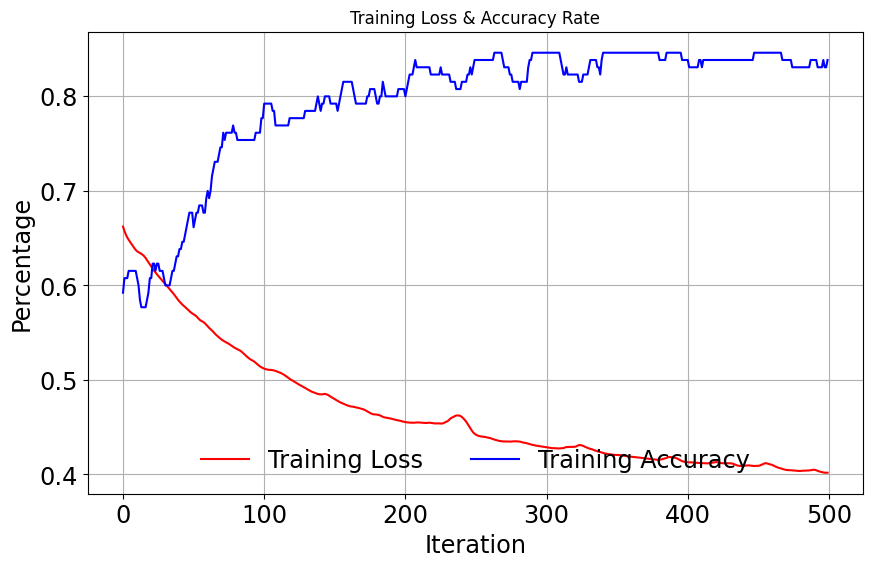 Training Loss & Accuracy Rate
0.8
0.7
0.6
0.5
0.4
Percentage
Training Loss Training Accuracy
0 100 200 300 400 500
Iteration